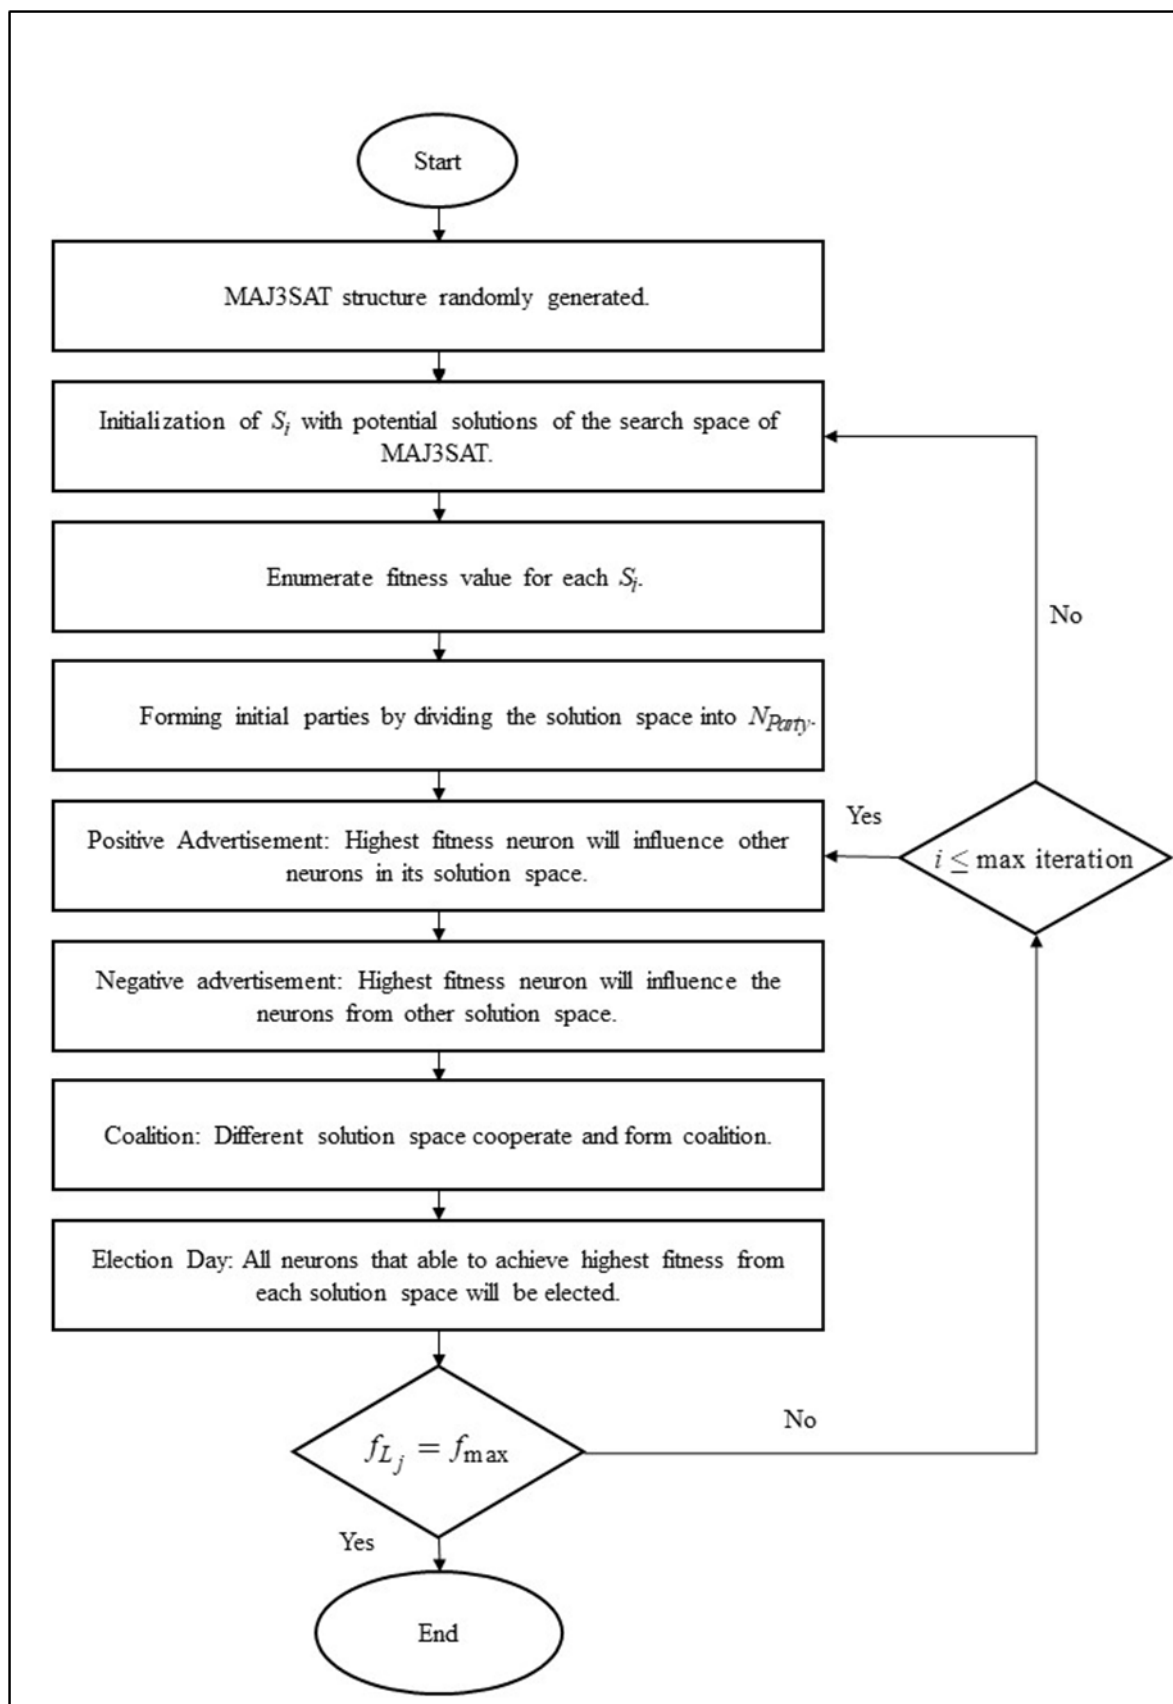 Start
MAJ3SAT structure randomly generated.
Initialization of S_i with potential solutions of the search space of
MAJ3SAT.
Enumerate fitness value for each S_i.
No
Forming initial parties by dividing the solution space into N_Party.
Yes
Positive Advertisement: Highest fitness neuron will influence other
neurons in its solution space.
i ≤ max iteration
Negative advertisement: Highest fitness neuron will influence the
neurons from other solution space.
Coalition: Different solution space cooperate and form coalition.
Election Day: All neurons that able to achieve highest fitness from
each solution space will be elected.
No
f_{L_j} = f_max
Yes
End